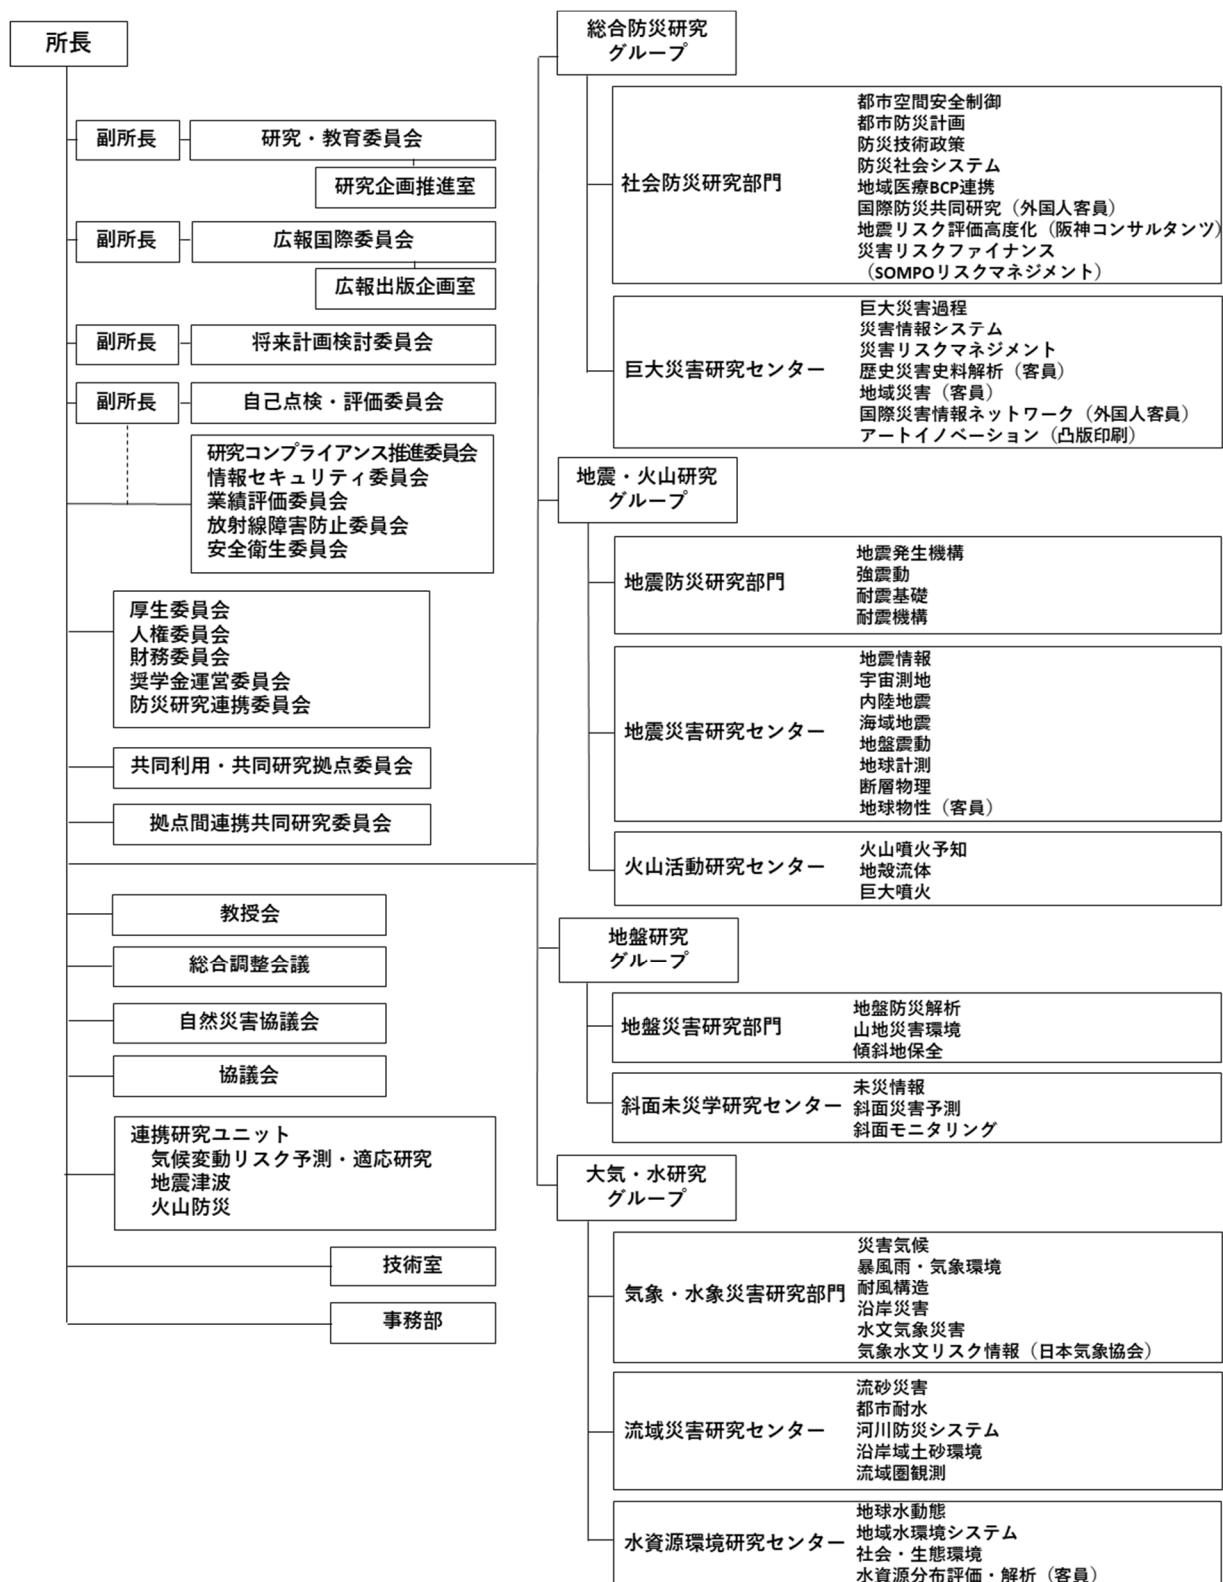 所長
副所長
研究・教育委員会
研究企画推進室
副所長
広報国際委員会
広報出版企画室
副所長
将来計画検討委員会
副所長
自己点検・評価委員会
研究コンプライアンス推進委員会
情報セキュリティ委員会
業績評価委員会
放射線障害防止委員会
安全衛生委員会
厚生委員会
人権委員会
財務委員会
奨学金運営委員会
防災研究連携委員会
共同利用・共同研究拠点委員会
拠点間連携共同研究委員会
教授会
総合調整会議
自然災害協議会
協議会
連携研究ユニット
気候変動リスク予測・適応研究
地震津波
火山防災
技術室
事務部
総合防災研究
グループ
社会防災研究部門
都市空間安全制御
都市防災計画
防災技術政策
防災社会システム
地域医療BCP連携
国際防災共同研究（外国人客員）
地震リスク評価高度化（阪神コンサルタンツ）
災害リスクファイナンス
（SOMPOリスクマネジメント）
巨大災害研究センター
巨大災害過程
災害情報システム
災害リスクマネジメント
歴史災害史料解析（客員）
地域災害（客員）
国際災害情報ネットワーク（外国人客員）
アートイノベーション（凸版印刷）
地震・火山研究
グループ
地震防災研究部門
地震発生機構
強震動
耐震基礎
耐震機構
地震災害研究センター
地震情報
宇宙測地
内陸地震
海域地震
地盤震動
地球計測
断層物理
地球物性（客員）
火山活動研究センター
火山噴火予知
地殻流体
巨大噴火
地盤研究
グループ
地盤災害研究部門
地盤防災解析
山地災害環境
傾斜地保全
斜面未災学研究センター
未災情報
斜面災害予測
斜面モニタリング
大気・水研究
グループ
気象・水象災害研究部門
災害気候
暴風雨・気象環境
耐風構造
沿岸災害
水文気象災害
気象水文リスク情報（日本気象協会）
流域災害研究センター
流砂災害
都市耐水
河川防災システム
沿岸域土砂環境
流域圏観測
水資源環境研究センター
地球水動態
地域水環境システム
社会・生態環境
水資源分布評価・解析（客員）